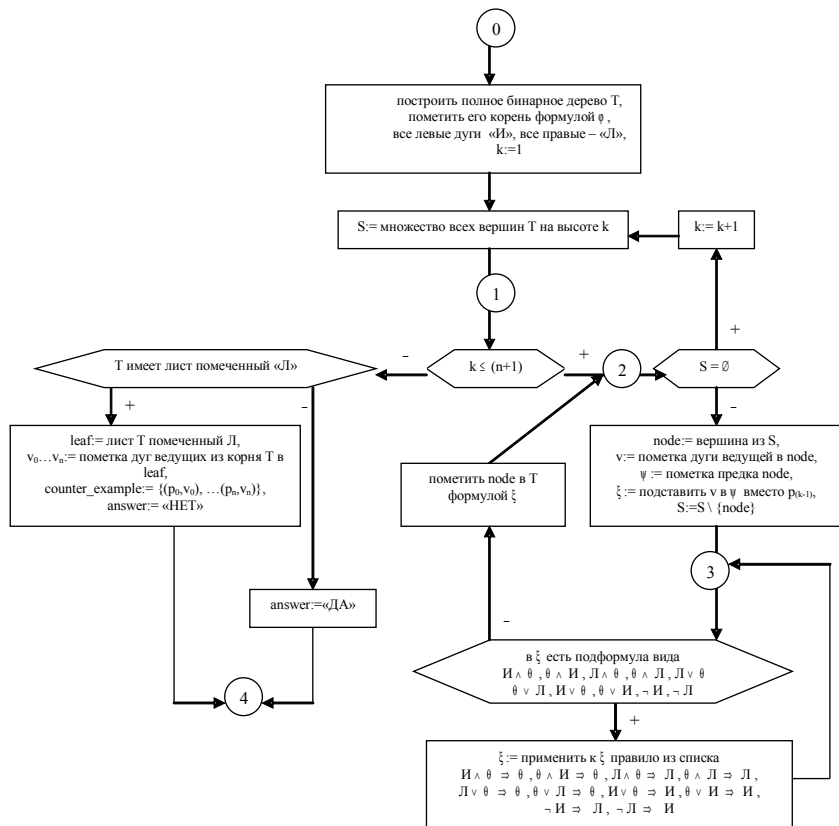 0
построить полное бинарное дерево T,
пометить его корень формулой φ,
все левые дуги «И», все правые – «Л»,
k:=1
S:= множество всех вершин T на высоте k
k:= k+1
1
+
T имеет лист помеченный «Л»
-
k ≤ (n+1)
+
2
S = ∅
+
-
-
leaf:= лист T помеченный Л,
v₀…vₙ:= пометка дуг ведущих из корня T в
leaf,
counter_example:= {(p₀,v₀), …(pₙ,vₙ)},
answer:= «НЕТ»
пометить node в T
формулой ξ
node:= вершина из S,
v:= пометка дуги ведущей в node,
ψ := пометка предка node,
ξ := подставить v в ψ вместо p₍ₖ₋₁₎,
S:=S \ {node}
3
answer:=«ДА»
-
4
в ξ есть подформула вида
И ∧ θ , θ ∧ И , Л ∧ θ , θ ∧ Л , Л ∨ θ
θ ∨ Л , И ∨ θ , θ ∨ И , ¬ И , ¬ Л
+
ξ := применить к ξ правило из списка
И ∧ θ ⇒ θ , θ ∧ И ⇒ θ , Л ∧ θ ⇒ Л , θ ∧ Л ⇒ Л ,
Л ∨ θ ⇒ θ , θ ∨ Л ⇒ θ , И ∨ θ ⇒ И , θ ∨ И ⇒ И ,
¬ И ⇒ Л , ¬ Л ⇒ И